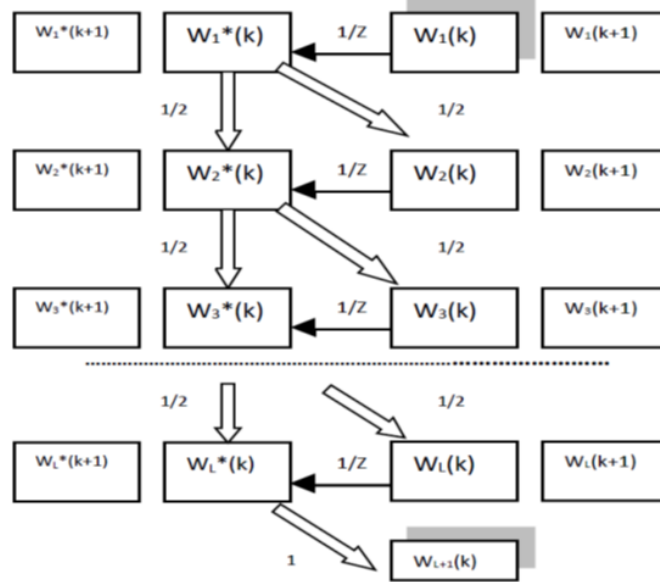 W₁*(k+1) W₁*(k) 1/Z W₁(k) W₁(k+1)
1/2 1/2
W₂*(k+1) W₂*(k) 1/Z W₂(k) W₂(k+1)
1/2 1/2
W₃*(k+1) W₃*(k) 1/Z W₃(k) W₃(k+1)
1/2 1/2
W_L*(k+1) W_L*(k) 1/Z W_L(k) W_L(k+1)
1 W_L+1(k)